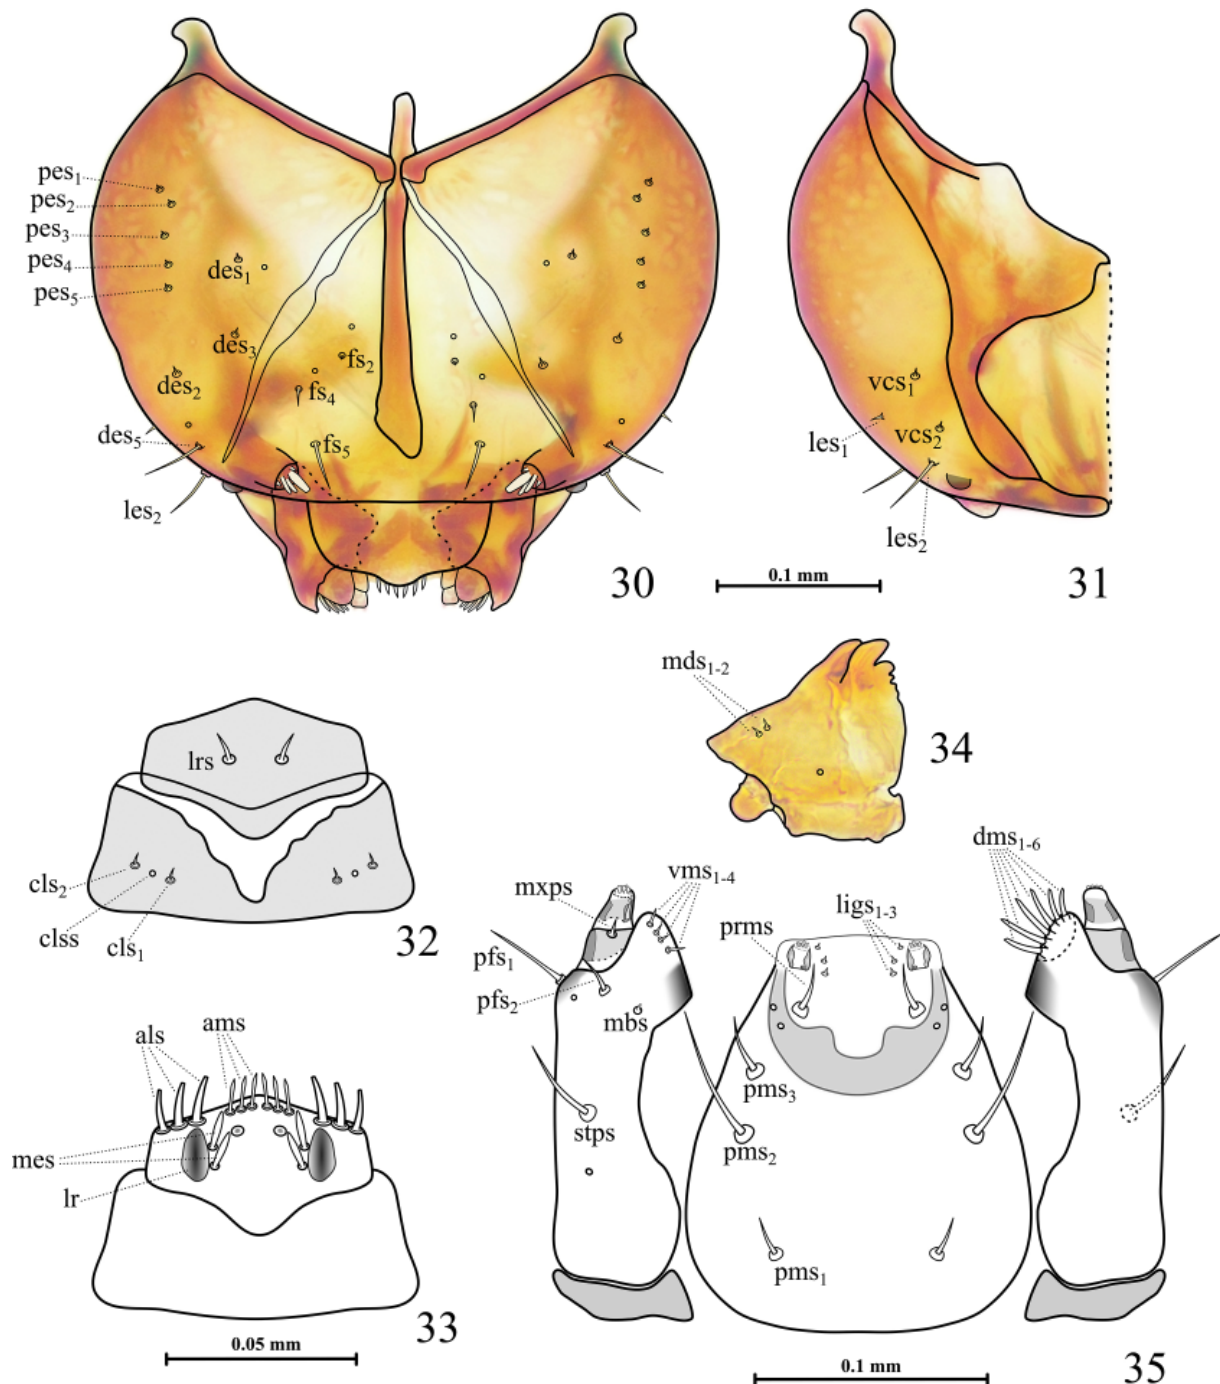 pes₁
pes₂
pes₃
pes₄
pes₅
des₁
des₃
des₂
des₅
les₂
fs₂
fs₄
fs₅
30
0.1 mm
vcs₁
les₁
vcs₂
les₂
31
lrs
cls₂
clss
cls₁
32
mds₁₋₂
34
als
ams
mes
lr
33
0.05 mm
mxps
vms₁₋₄
pfs₁
pfs₂
mbs
stps
prms
ligs₁₋₃
pms₃
pms₂
pms₁
dms₁₋₆
0.1 mm
35